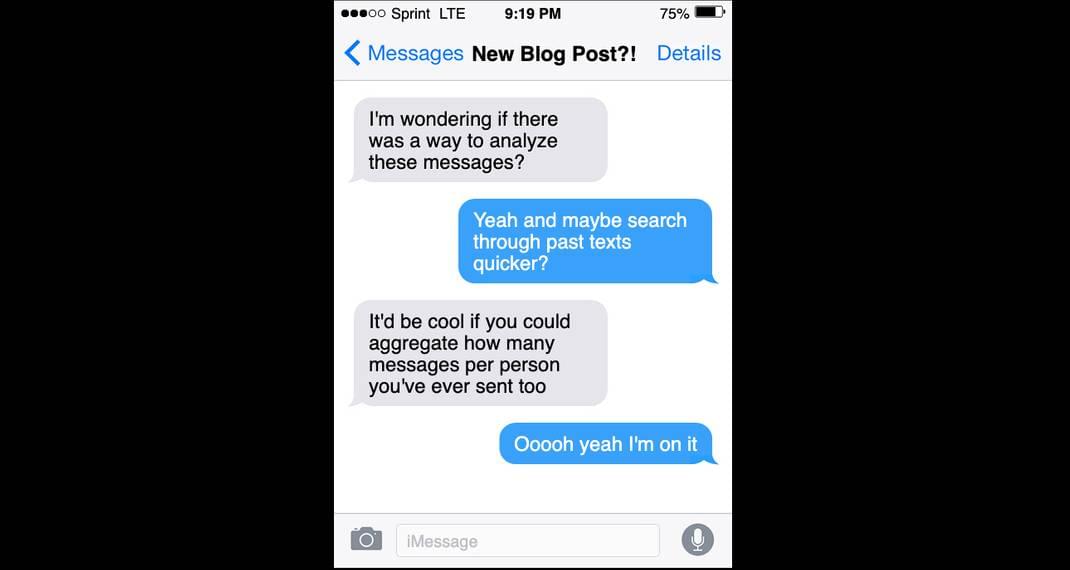 Sprint LTE 9:19 PM 75%
Messages New Blog Post?! Details
I'm wondering if there
was a way to analyze
these messages?
Yeah and maybe search
through past texts
quicker?
It'd be cool if you could
aggregate how many
messages per person
you've ever sent too
Ooooh yeah I'm on it
iMessage